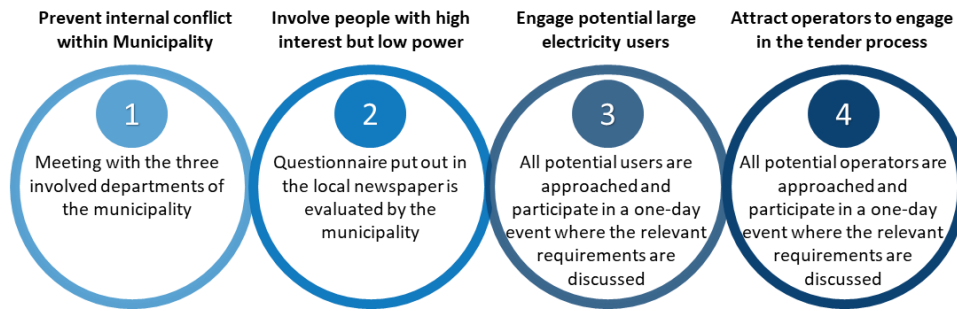 Prevent internal conflict
within Municipality
1
Meeting with the three
involved departments of
the municipality
Involve people with high
interest but low power
2
Questionnaire put out in
the local newspaper is
evaluated by the
municipality
Engage potential large
electricity users
3
All potential users are
approached and
participate in a one-day
event where the relevant
requirements are
discussed
Attract operators to engage
in the tender process
4
All potential operators are
approached and
participate in a one-day
event where the relevant
requirements are
discussed